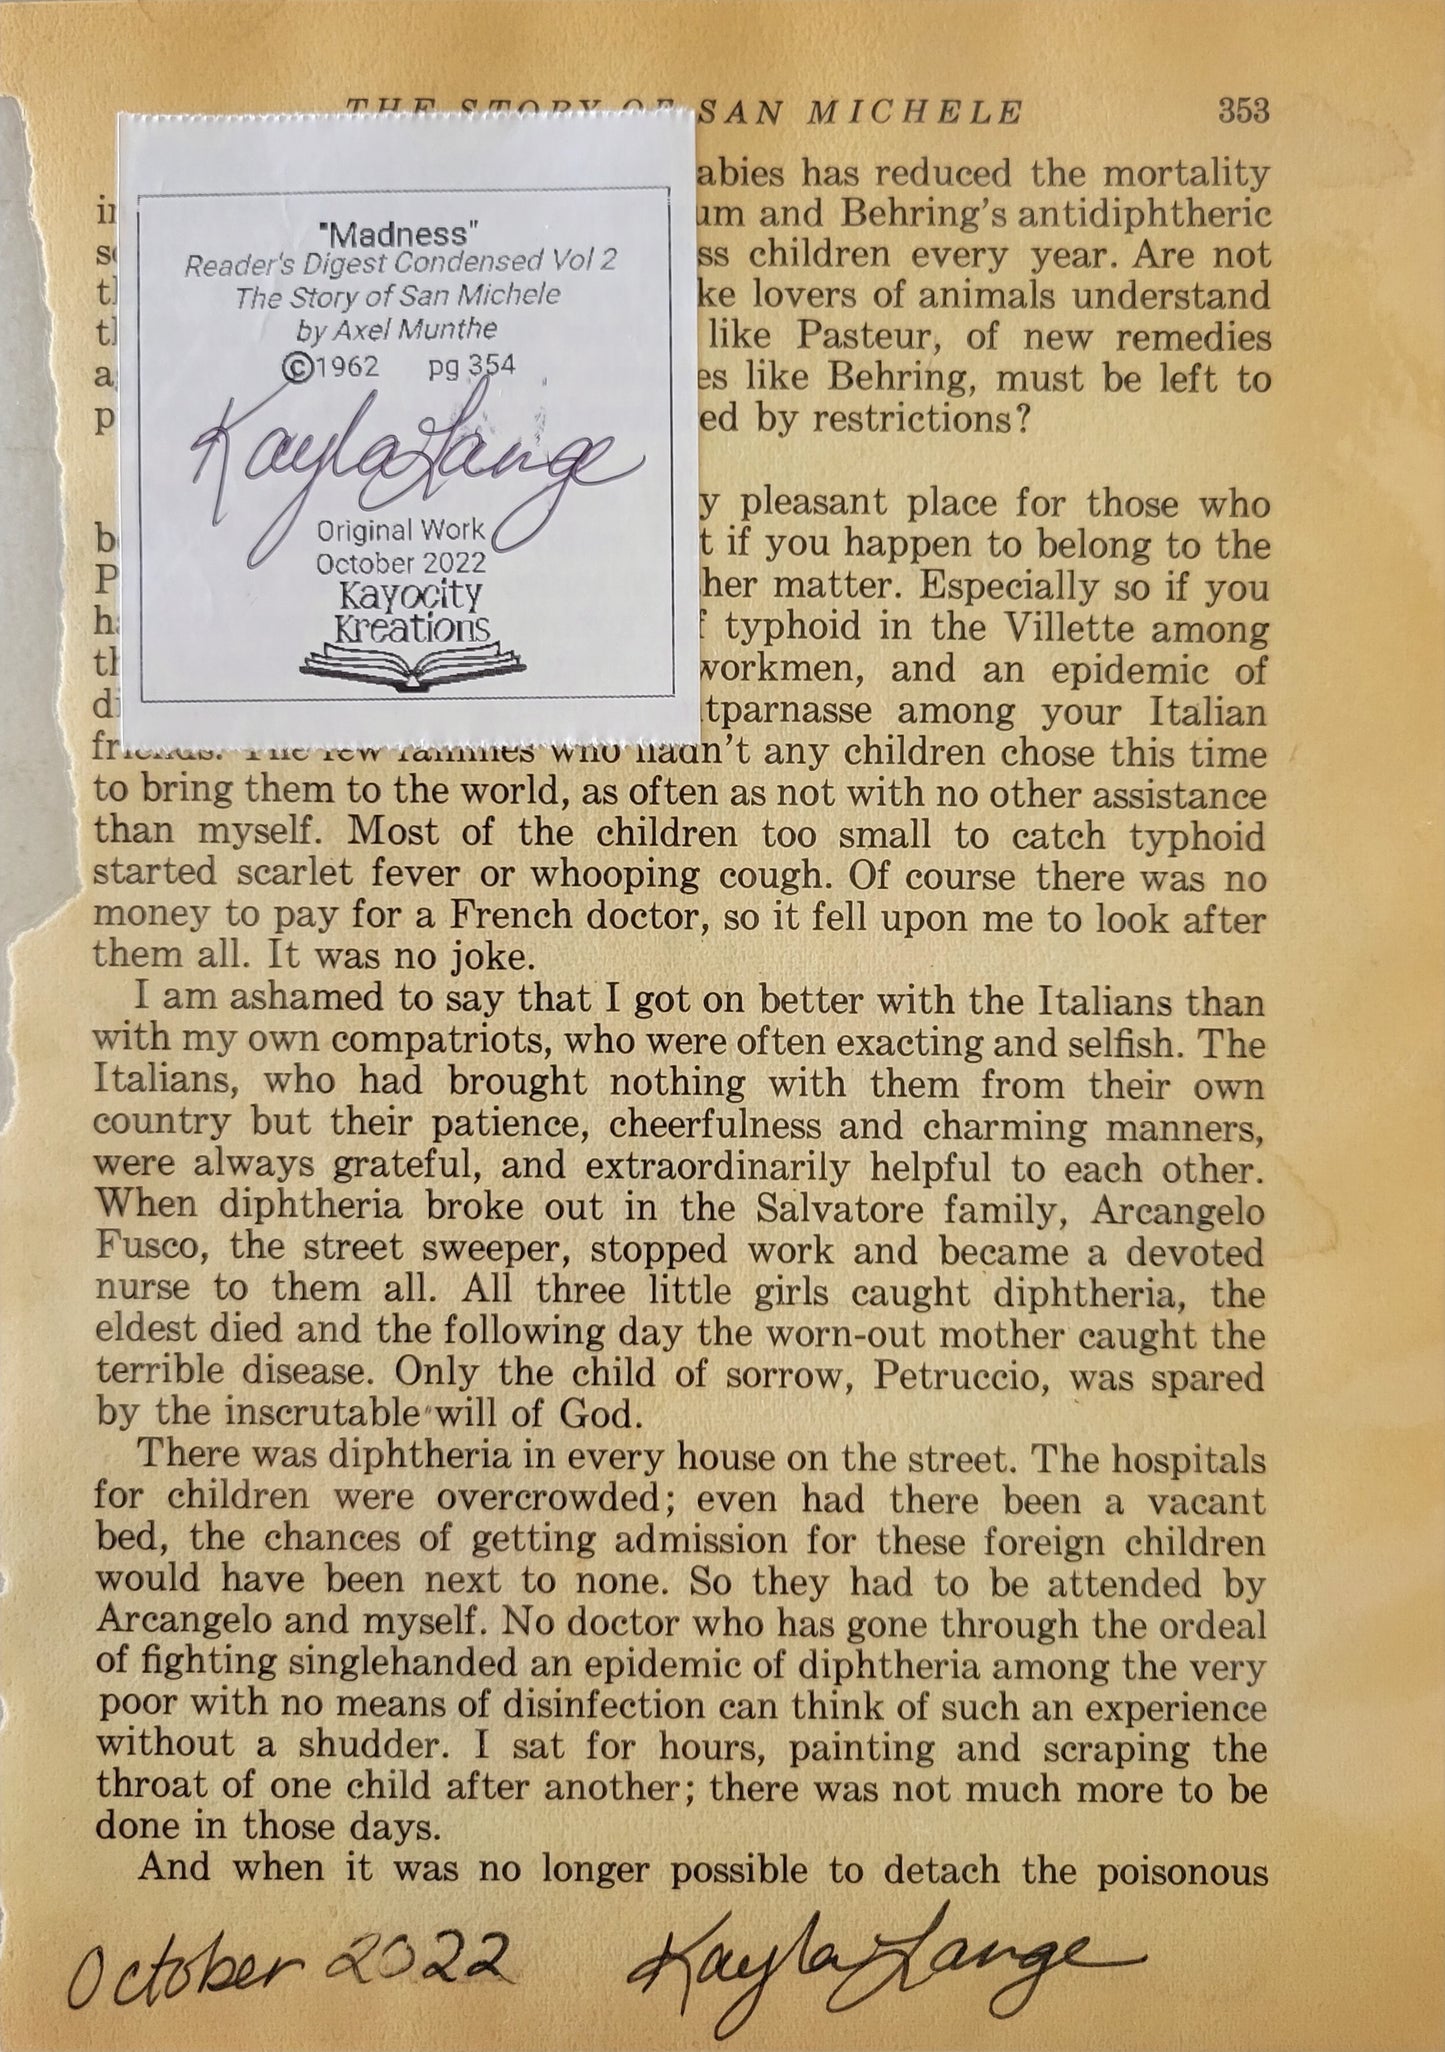 THE STORY OF SAN MICHELE 353
"Madness"
Reader's Digest Condensed Vol 2
The Story of San Michele
by Axel Munthe
©1962 pg 354
Kayla Lange
Original Work
October 2022
Kayocity
Kreations
has reduced the mortality
and Behring's antidiphtheric
children every year. Are not
lovers of animals understand
like Pasteur, of new remedies
like Behring, must be left to
by restrictions?
pleasant place for those who
if you happen to belong to the
matter. Especially so if you
typhoid in the Villette among
workmen, and an epidemic of
among your Italian
friends. The few families who hadn't any children chose this time
to bring them to the world, as often as not with no other assistance
than myself. Most of the children too small to catch typhoid
started scarlet fever or whooping cough. Of course there was no
money to pay for a French doctor, so it fell upon me to look after
them all. It was no joke.
I am ashamed to say that I got on better with the Italians than
with my own compatriots, who were often exacting and selfish. The
Italians, who had brought nothing with them from their own
country but their patience, cheerfulness and charming manners,
were always grateful, and extraordinarily helpful to each other.
When diphtheria broke out in the Salvatore family, Arcangelo
Fusco, the street sweeper, stopped work and became a devoted
nurse to them all. All three little girls caught diphtheria, the
eldest died and the following day the worn-out mother caught the
terrible disease. Only the child of sorrow, Petruccio, was spared
by the inscrutable will of God.
There was diphtheria in every house on the street. The hospitals
for children were overcrowded; even had there been a vacant
bed, the chances of getting admission for these foreign children
would have been next to none. So they had to be attended by
Arcangelo and myself. No doctor who has gone through the ordeal
of fighting singlehanded an epidemic of diphtheria among the very
poor with no means of disinfection can think of such an experience
without a shudder. I sat for hours, painting and scraping the
throat of one child after another; there was not much more to be
done in those days.
And when it was no longer possible to detach the poisonous
October 2022 Kayla Lange